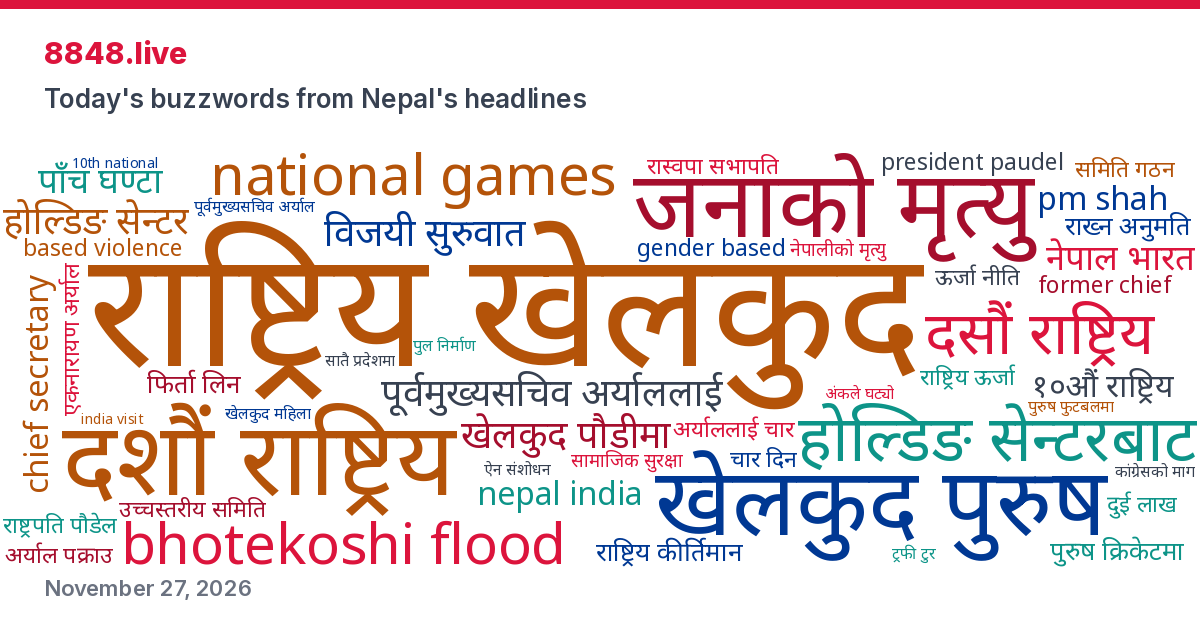 8848.live
Today's buzzwords from Nepal's headlines
10th national
पाँच घण्टा
national games
रास्वपा सभापति
जनाको मृत्यु
president paudel
समिति गठन
होल्डिङ सेन्टर
पूर्वमुख्यसचिव अर्याल
विजयी सुरुवात
pm shah
राख्न अनुमति
based violence
gender based
नेपालीको मृत्यु
नेपाल भारत
राष्ट्रिय खेलकुद
ऊर्जा नीति
former chief
chief secretary
एकनारायण अर्याल
दसौं राष्ट्रिय
पुल निर्माण
सातै प्रदेशमा
फिर्ता लिन
पूर्वमुख्यसचिव अर्याललाई
राष्ट्रिय ऊर्जा
१०औं राष्ट्रिय
अंकले घट्यो
पुरुष फुटबलमा
india visit
खेलकुद महिला
दशौं राष्ट्रिय
खेलकुद पौडीमा
अर्याललाई चार
होल्डिङ सेन्टरबाट
ऐन संशोधन
सामाजिक सुरक्षा
चार दिन
कांग्रेसको माग
nepal india
खेलकुद पुरुष
दुई लाख
उच्चस्तरीय समिति
राष्ट्रपति पौडेल
bhotekoshi flood
अर्याल पक्राउ
राष्ट्रिय कीर्तिमान
ट्रफी टुर
पुरुष क्रिकेटमा
November 27, 2026